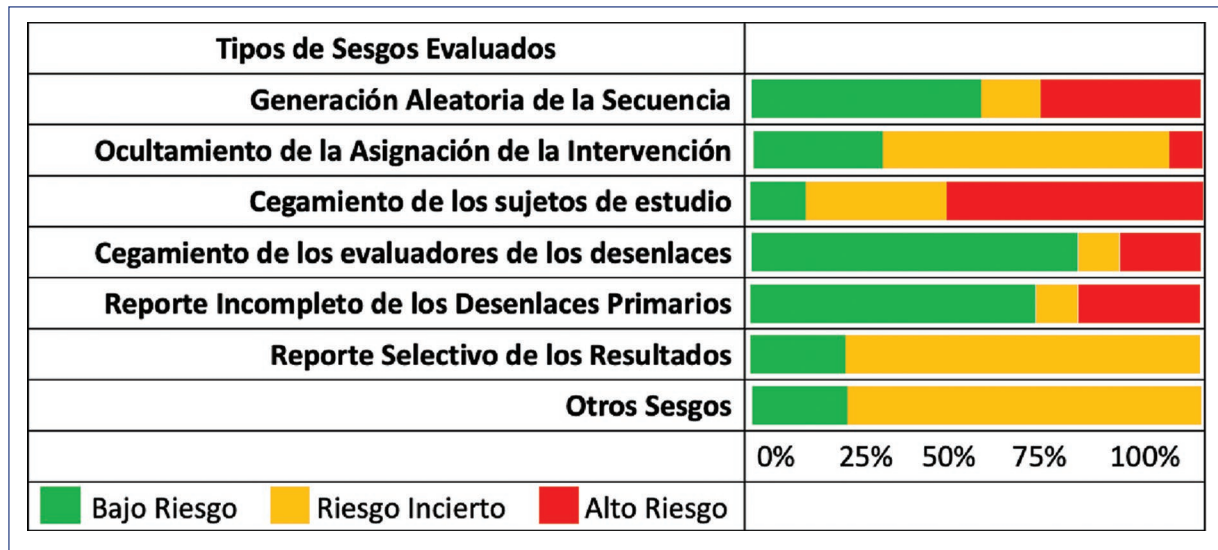 Tipos de Sesgos Evaluados
Generación Aleatoria de la Secuencia
Ocultamiento de la Asignación de la Intervención
Cegamiento de los sujetos de estudio
Cegamiento de los evaluadores de los desenlaces
Reporte Incompleto de los Desenlaces Primarios
Reporte Selectivo de los Resultados
Otros Sesgos
0% 25% 50% 75% 100%
Bajo Riesgo Riesgo Incierto Alto Riesgo